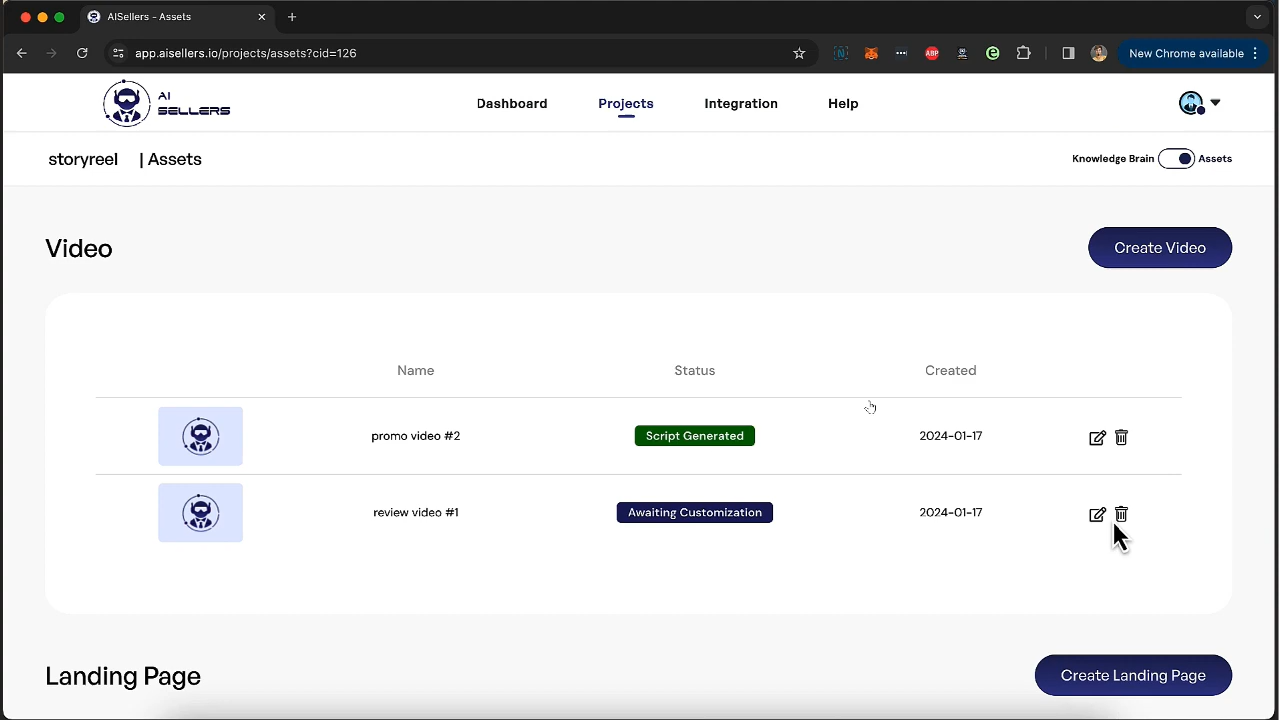 AISellers - Assets
app.aisellers.io/projects/assets?cid=126
ABP
New Chrome available
AI
SELLERS
Dashboard
Projects
Integration
Help
storyreel | Assets
Knowledge Brain
Assets
Video
Create Video
Name
Status
Created
promo video #2
Script Generated
2024-01-17
review video #1
Awaiting Customization
2024-01-17
Landing Page
Create Landing Page